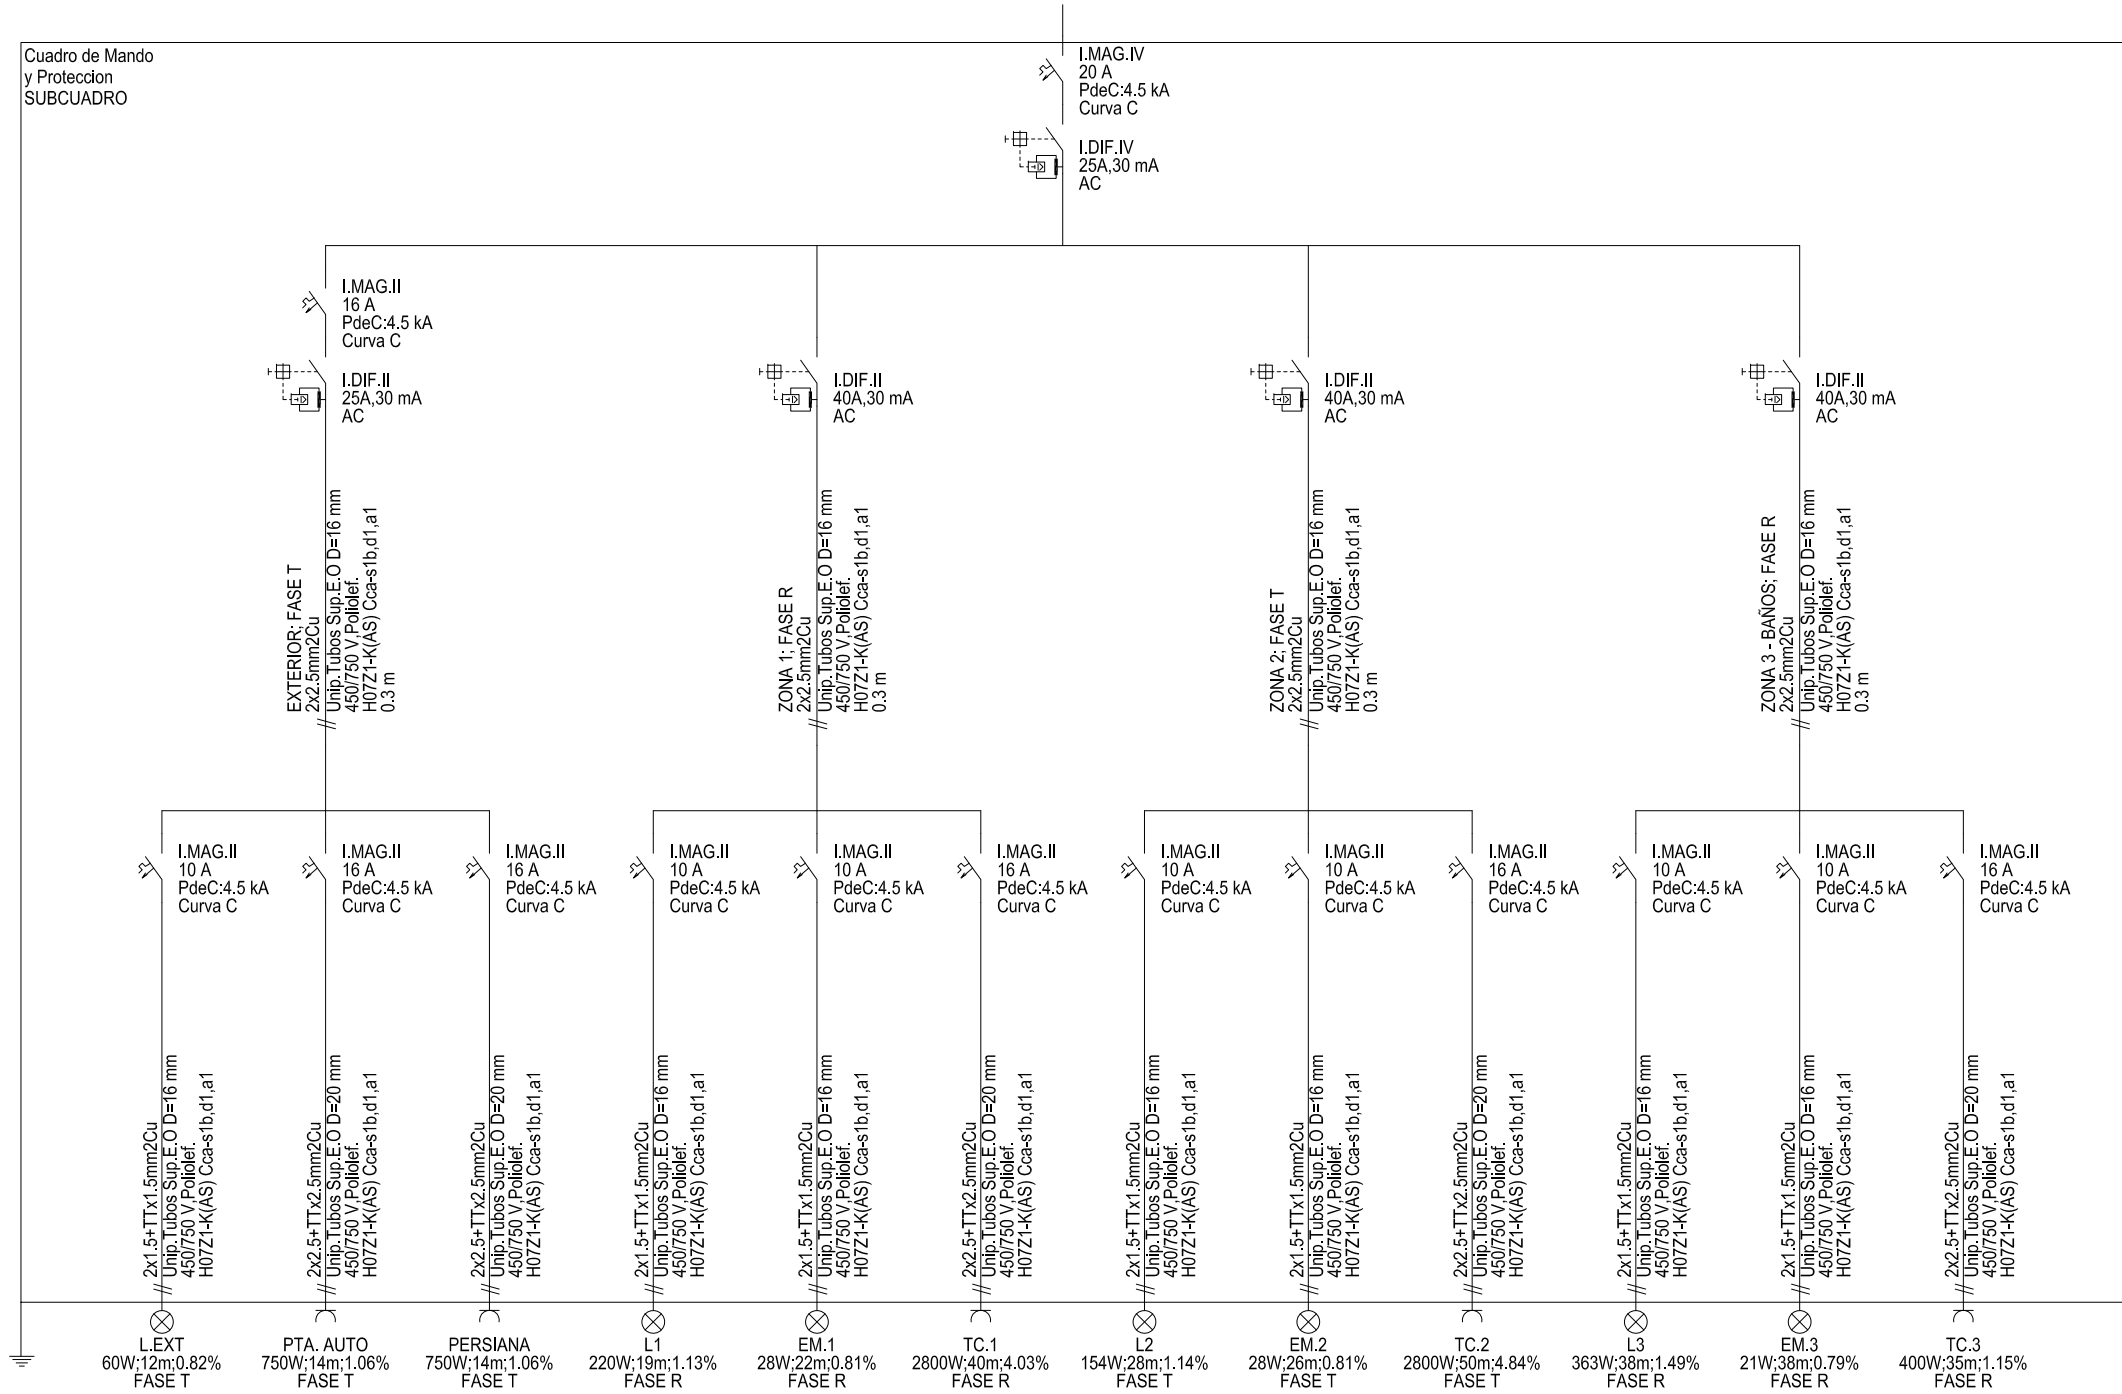 Cuadro de Mando
y Proteccion
SUBCUADRO
I.MAG.IV
20 A
PdeC:4.5 kA
Curva C
I.DIF.IV
25A,30 mA
AC
I.MAG.II
16 A
PdeC:4.5 kA
Curva C
I.DIF.II
25A,30 mA
AC
I.DIF.II
40A,30 mA
AC
I.DIF.II
40A,30 mA
AC
I.DIF.II
40A,30 mA
AC
EXTERIOR; FASE T
2x2.5mm2Cu
Unip.Tubos Sup.E.O D=16 mm
450/750 V,Poliolef.
H07Z1-K(AS) Cca-s1b,d1,a1
0.3 m
ZONA 1; FASE R
2x2.5mm2Cu
Unip.Tubos Sup.E.O D=16 mm
450/750 V,Poliolef.
H07Z1-K(AS) Cca-s1b,d1,a1
0.3 m
ZONA 2; FASE T
2x2.5mm2Cu
Unip.Tubos Sup.E.O D=16 mm
450/750 V,Poliolef.
H07Z1-K(AS) Cca-s1b,d1,a1
0.3 m
ZONA 3 - BAÑOS; FASE R
2x2.5mm2Cu
Unip.Tubos Sup.E.O D=16 mm
450/750 V,Poliolef.
H07Z1-K(AS) Cca-s1b,d1,a1
0.3 m
I.MAG.II
10 A
PdeC:4.5 kA
Curva C
I.MAG.II
16 A
PdeC:4.5 kA
Curva C
I.MAG.II
16 A
PdeC:4.5 kA
Curva C
I.MAG.II
10 A
PdeC:4.5 kA
Curva C
I.MAG.II
10 A
PdeC:4.5 kA
Curva C
I.MAG.II
16 A
PdeC:4.5 kA
Curva C
I.MAG.II
10 A
PdeC:4.5 kA
Curva C
I.MAG.II
10 A
PdeC:4.5 kA
Curva C
I.MAG.II
16 A
PdeC:4.5 kA
Curva C
I.MAG.II
10 A
PdeC:4.5 kA
Curva C
I.MAG.II
10 A
PdeC:4.5 kA
Curva C
I.MAG.II
16 A
PdeC:4.5 kA
Curva C
2x1.5+TTx1.5mm2Cu
Unip.Tubos Sup.E.O D=16 mm
450/750 V,Poliolef.
H07Z1-K(AS) Cca-s1b,d1,a1
2x2.5+TTx2.5mm2Cu
Unip.Tubos Sup.E.O D=20 mm
450/750 V,Poliolef.
H07Z1-K(AS) Cca-s1b,d1,a1
2x2.5+TTx2.5mm2Cu
Unip.Tubos Sup.E.O D=20 mm
450/750 V,Poliolef.
H07Z1-K(AS) Cca-s1b,d1,a1
2x1.5+TTx1.5mm2Cu
Unip.Tubos Sup.E.O D=16 mm
450/750 V,Poliolef.
H07Z1-K(AS) Cca-s1b,d1,a1
2x1.5+TTx1.5mm2Cu
Unip.Tubos Sup.E.O D=16 mm
450/750 V,Poliolef.
H07Z1-K(AS) Cca-s1b,d1,a1
2x2.5+TTx2.5mm2Cu
Unip.Tubos Sup.E.O D=20 mm
450/750 V,Poliolef.
H07Z1-K(AS) Cca-s1b,d1,a1
2x1.5+TTx1.5mm2Cu
Unip.Tubos Sup.E.O D=16 mm
450/750 V,Poliolef.
H07Z1-K(AS) Cca-s1b,d1,a1
2x1.5+TTx1.5mm2Cu
Unip.Tubos Sup.E.O D=16 mm
450/750 V,Poliolef.
H07Z1-K(AS) Cca-s1b,d1,a1
2x2.5+TTx2.5mm2Cu
Unip.Tubos Sup.E.O D=20 mm
450/750 V,Poliolef.
H07Z1-K(AS) Cca-s1b,d1,a1
2x1.5+TTx1.5mm2Cu
Unip.Tubos Sup.E.O D=16 mm
450/750 V,Poliolef.
H07Z1-K(AS) Cca-s1b,d1,a1
2x1.5+TTx1.5mm2Cu
Unip.Tubos Sup.E.O D=16 mm
450/750 V,Poliolef.
H07Z1-K(AS) Cca-s1b,d1,a1
2x2.5+TTx2.5mm2Cu
Unip.Tubos Sup.E.O D=20 mm
450/750 V,Poliolef.
H07Z1-K(AS) Cca-s1b,d1,a1
L.EXT
60W;12m;0.82%
FASE T
PTA. AUTO
750W;14m;1.06%
FASE T
PERSIANA
750W;14m;1.06%
FASE T
L1
220W;19m;1.13%
FASE R
EM.1
28W;22m;0.81%
FASE R
TC.1
2800W;40m;4.03%
FASE R
L2
154W;28m;1.14%
FASE T
EM.2
28W;26m;0.81%
FASE T
TC.2
2800W;50m;4.84%
FASE T
L3
363W;38m;1.49%
FASE R
EM.3
21W;38m;0.79%
FASE R
TC.3
400W;35m;1.15%
FASE R